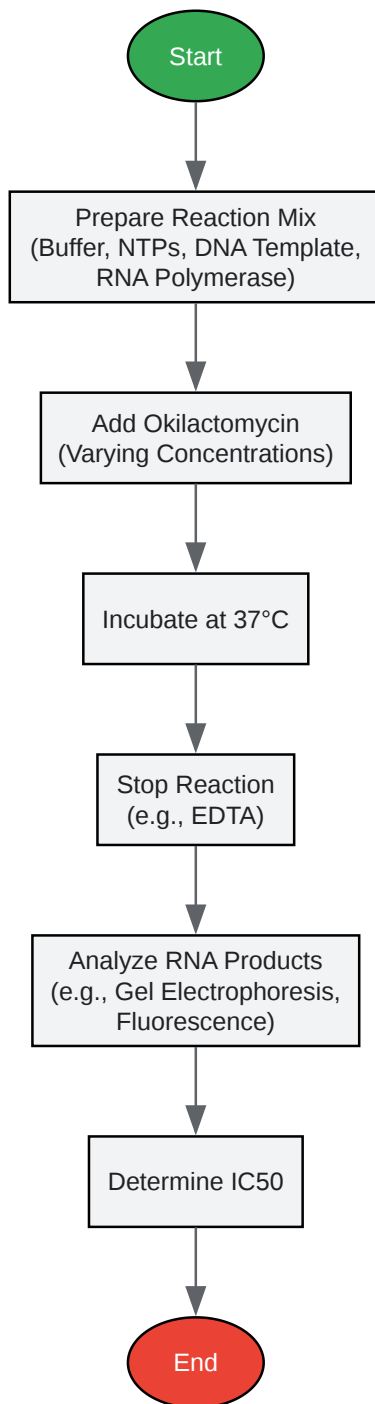 Start
Prepare Reaction Mix
(Buffer, NTPs, DNA Template,
RNA Polymerase)
Add Okilactomycin
(Varying Concentrations)
Incubate at 37°C
Stop Reaction
(e.g., EDTA)
Analyze RNA Products
(e.g., Gel Electrophoresis,
Fluorescence)
Determine IC50
End